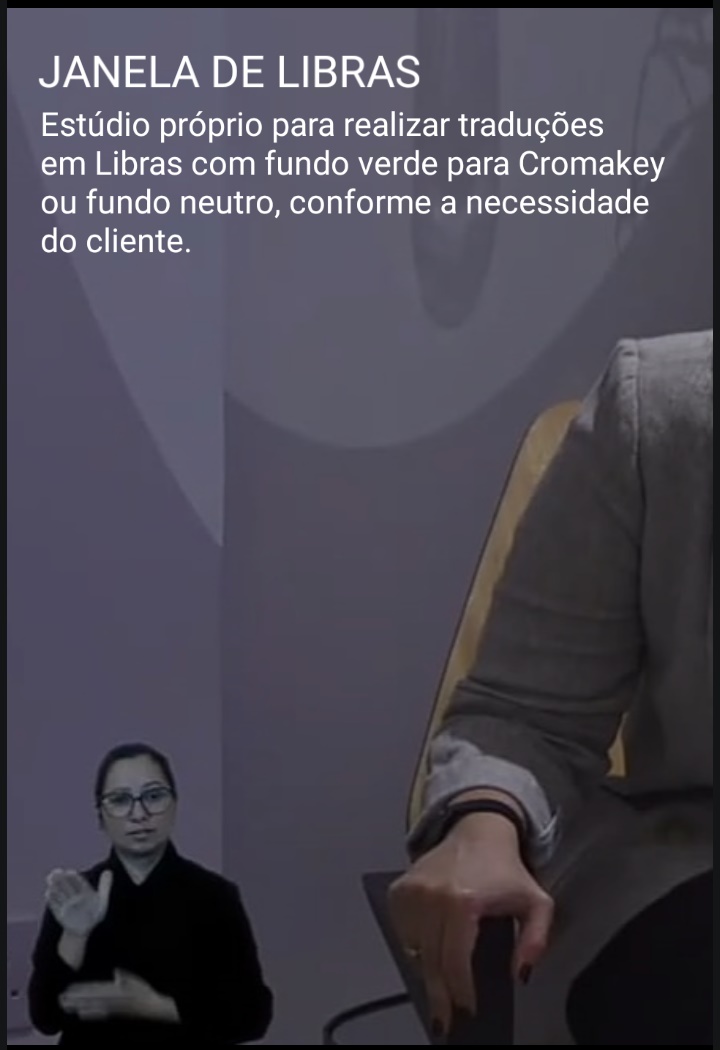 JANELA DE LIBRAS
Estúdio próprio para realizar traduções
em Libras com fundo verde para Cromakey
ou fundo neutro, conforme a necessidade
do cliente.